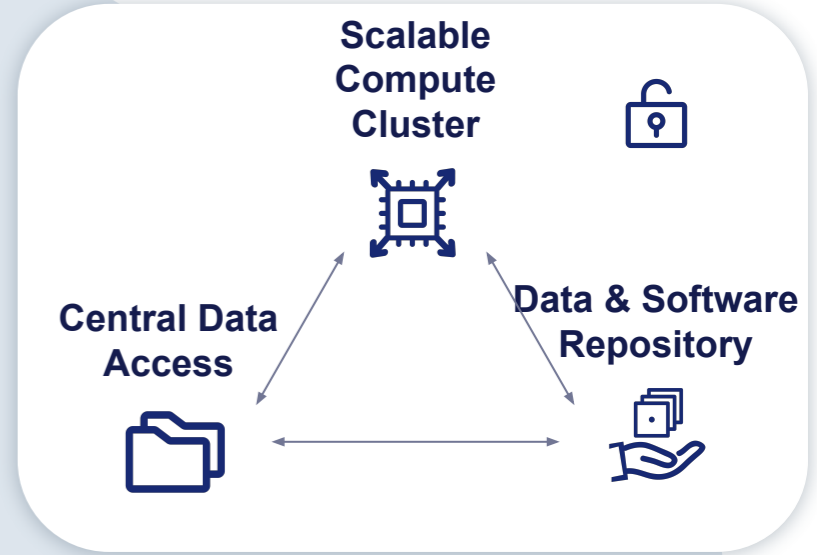 Scalable
Compute
Cluster
Central Data
Access
Data & Software
Repository